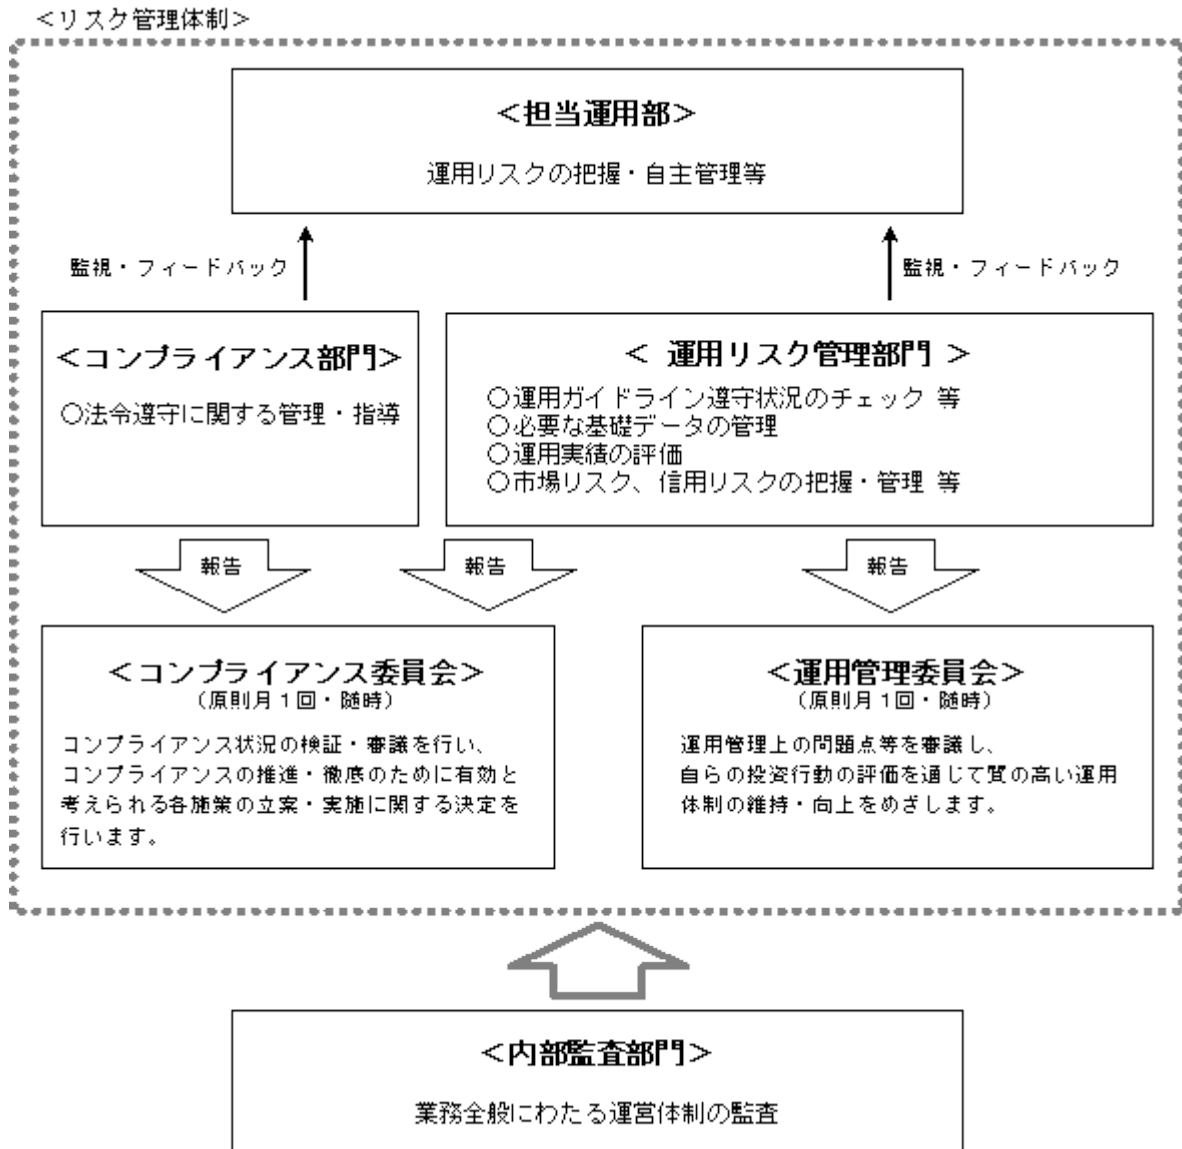 ＜リスク管理体制＞
＜担当運用部＞
運用リスクの把握・自主管理等
監視・フィードバック
監視・フィードバック
＜コンプライアンス部門＞
○法令遵守に関する管理・指導
＜ 運用リスク管理部門 ＞
○運用ガイドライン遵守状況のチェック 等
○必要な基礎データの管理
○運用実績の評価
○市場リスク、信用リスクの把握・管理 等
報告
報告
報告
＜コンプライアンス委員会＞
（原則月１回・随時）
コンプライアンス状況の検証・審議を行い、
コンプライアンスの推進・徹底のために有効と
考えられる各施策の立案・実施に関する決定を
行います。
＜運用管理委員会＞
（原則月１回・随時）
運用管理上の問題点等を審議し、
自らの投資行動の評価を通じて質の高い運用
体制の維持・向上をめざします。
＜内部監査部門＞
業務全般にわたる運営体制の監査